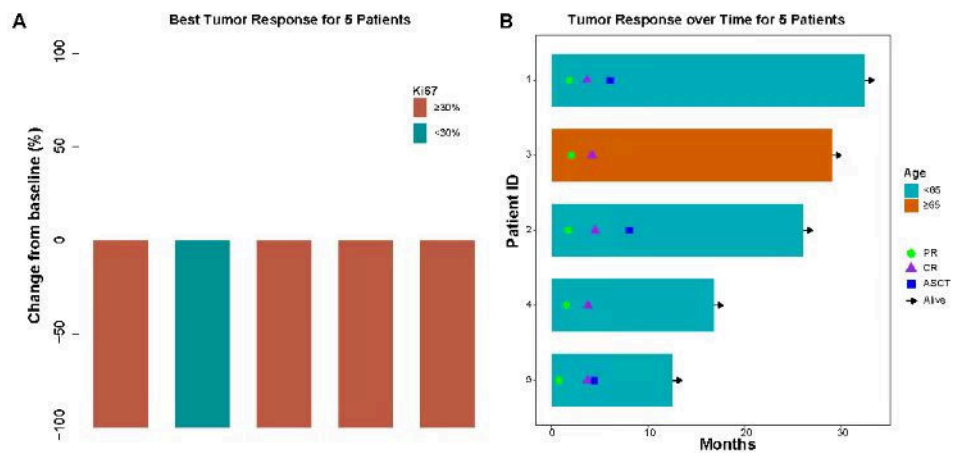 A
Best Tumor Response for 5 Patients
Change from baseline (%)
100
50
0
−50
−100
Ki67
≥30%
<30%
B
Tumor Response over Time for 5 Patients
Patient ID
1
3
2
4
5
0
10
20
30
Months
Age
<65
≥65
PR
CR
ASCT
Alive